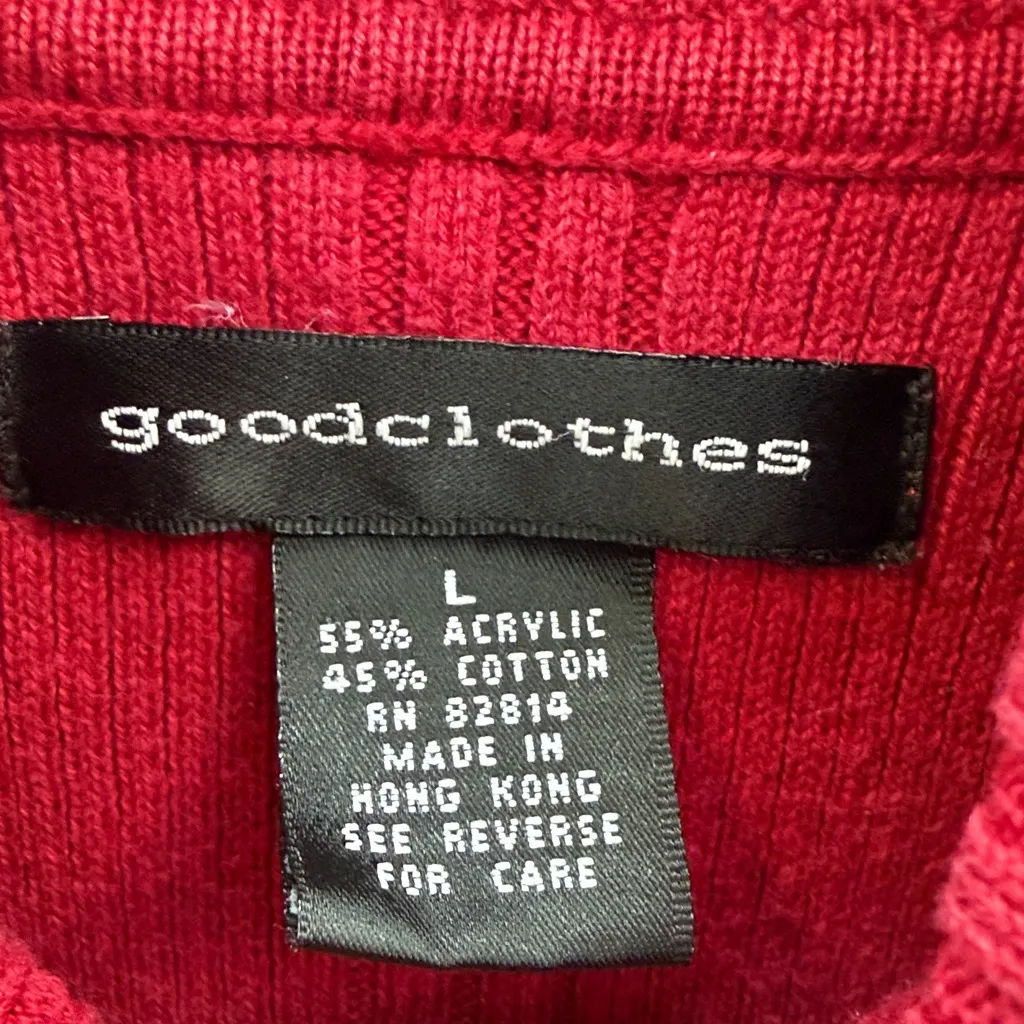 goodclothes
L
55% ACRYLIC
45% COTTON
RN 82814
MADE IN
HONG KONG
SEE REVERSE
FOR CARE